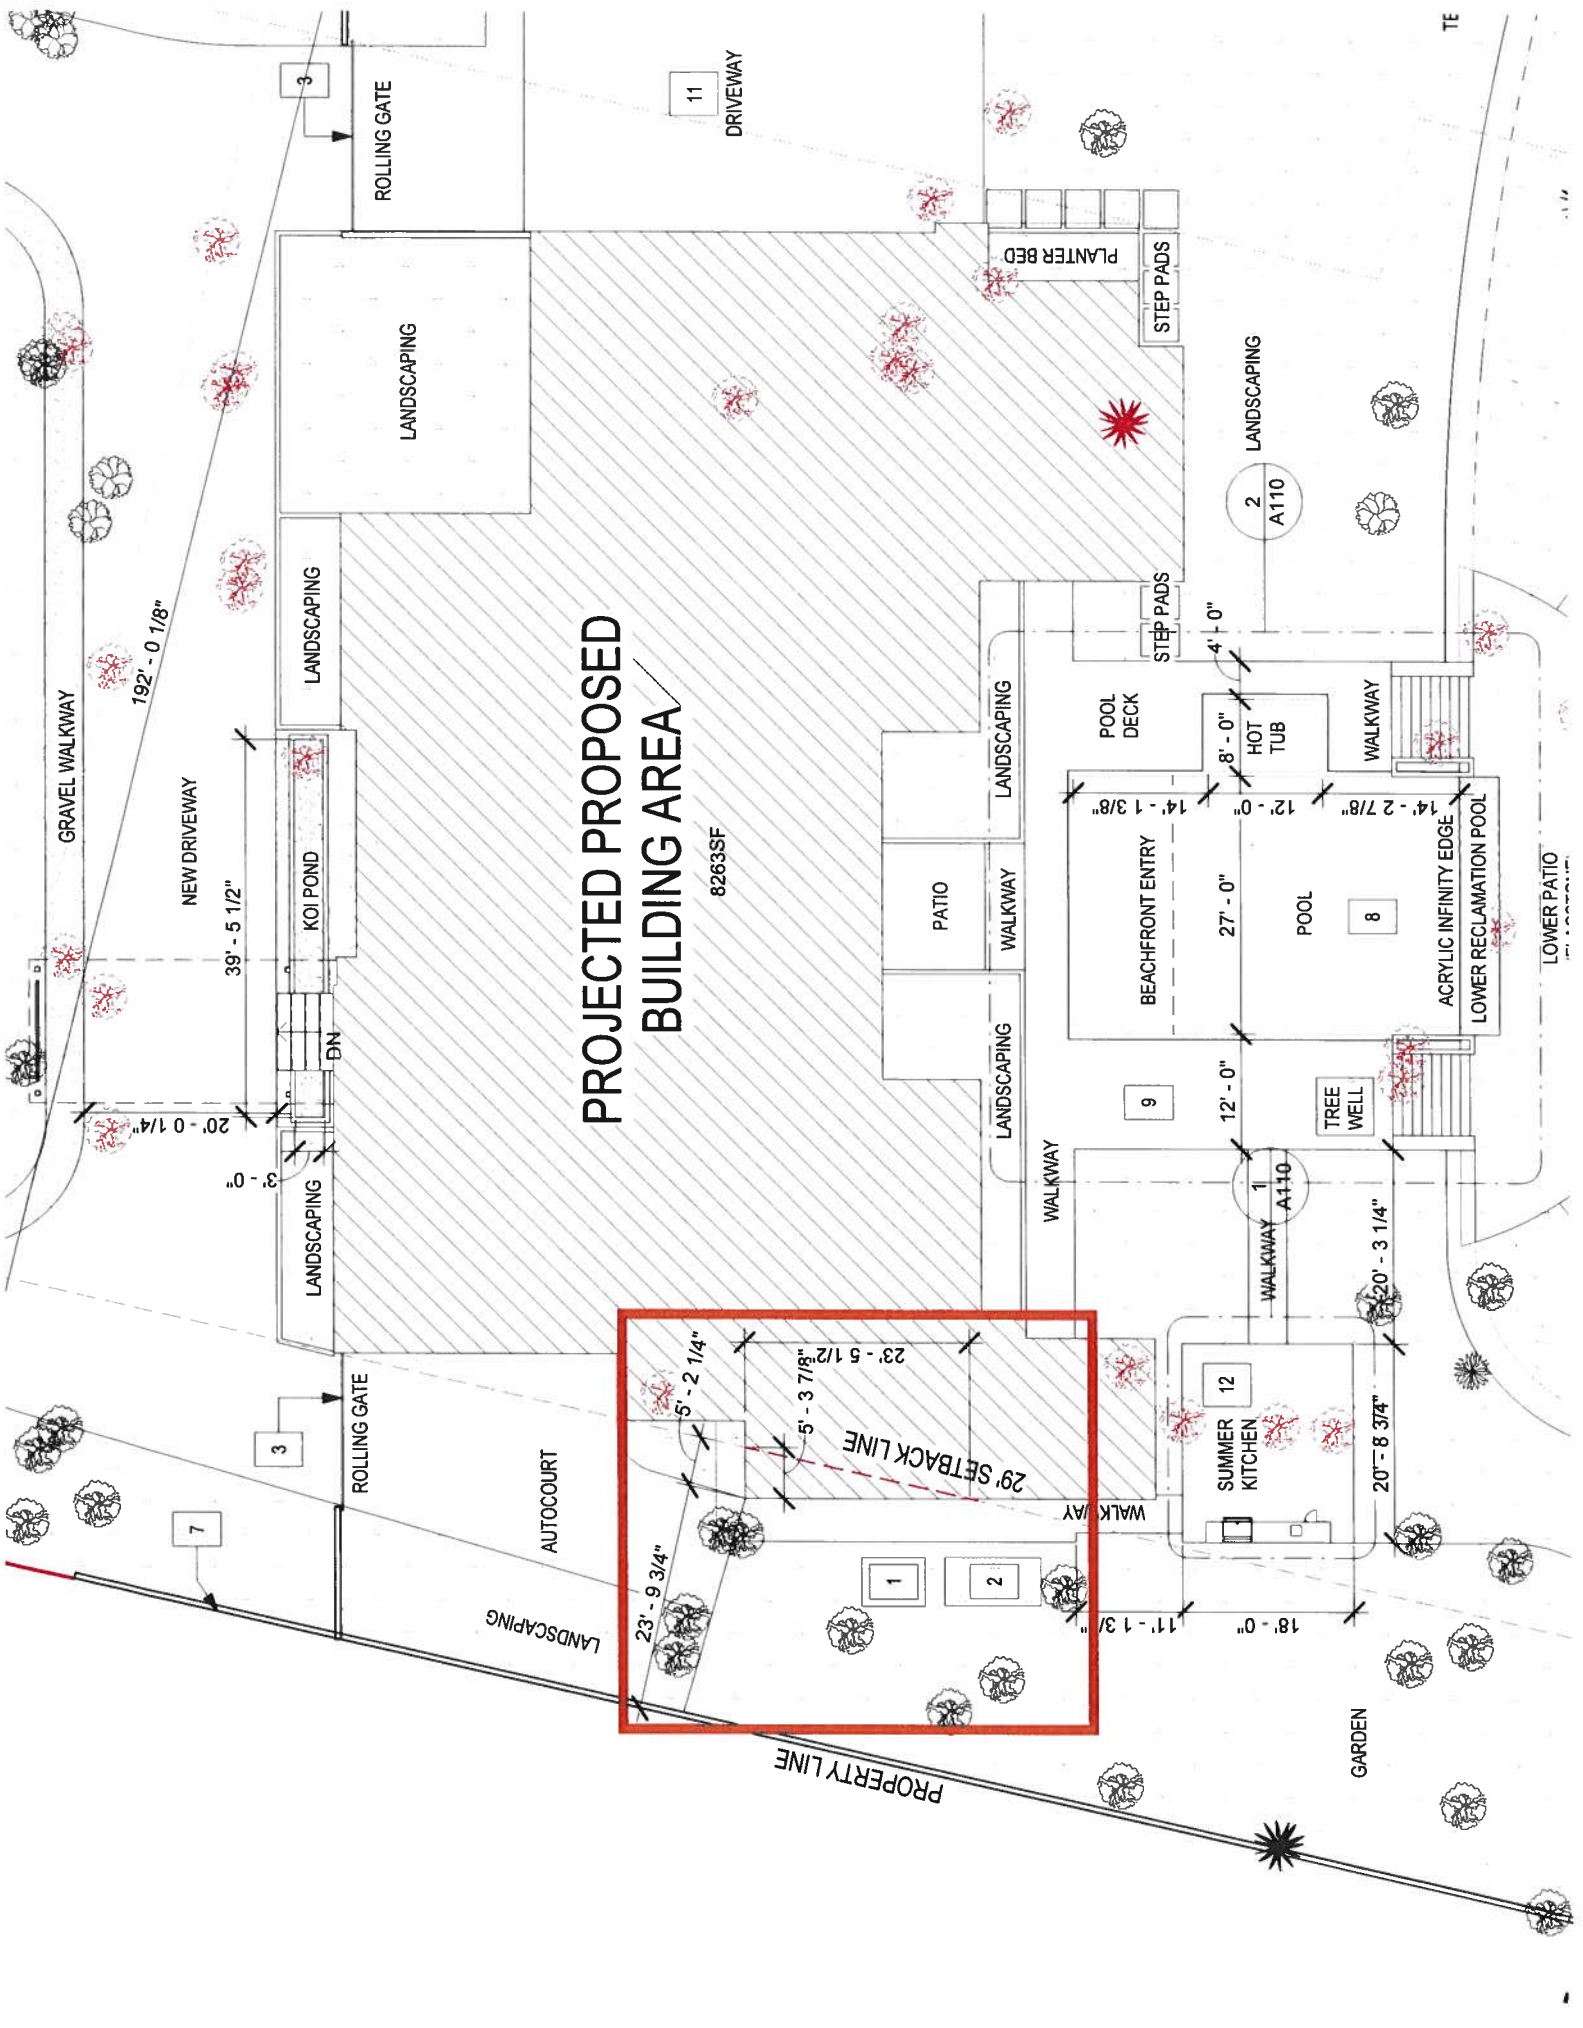 GRAVEL WALKWAY
192' - 0 1/8"
NEW DRIVEWAY
39' - 5 1/2"
20' - 0 1/4"
3' - 0"
KOI POND
DN
LANDSCAPING
LANDSCAPING
LANDSCAPING
3
ROLLING GATE
11
DRIVEWAY
3
ROLLING GATE
7
AUTOCOURT
LANDSCAPING
PROJECTED PROPOSED
BUILDING AREA
8263SF
5' - 2 1/4"
23' - 5 1/2"
5' - 3 7/8"
29' SETBACK LINE
23' - 9 3/4"
1
2
WALKWAY
PROPERTY LINE
PATIO
WALKWAY
LANDSCAPING
LANDSCAPING
WALKWAY
PLANTER BED
STEP PADS
STEP PADS
LANDSCAPING
2
A110
4' - 0"
POOL
DECK
8' - 0"
HOT
TUB
WALKWAY
14' - 1 3/8"
12' - 0"
14' - 2 7/8"
BEACHFRONT ENTRY
27' - 0"
POOL
8
ACRYLIC INFINITY EDGE
LOWER RECLAMATION POOL
LOWER PATIO
9
12' - 0"
TREE
WELL
1
A110
WALKWAY
20' - 3 1/4"
12
SUMMER
KITCHEN
20' - 8 3/4"
11' - 1 3/ "
18' - 0"
GARDEN
TE